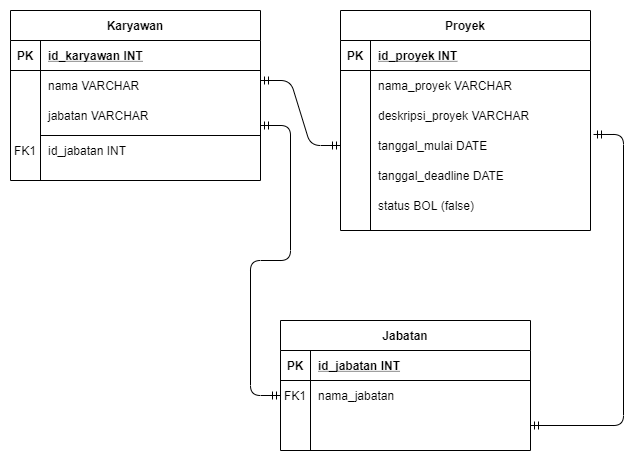 Karyawan
PK id_karyawan INT
nama VARCHAR
jabatan VARCHAR
FK1 id_jabatan INT
Proyek
PK id_proyek INT
nama_proyek VARCHAR
deskripsi_proyek VARCHAR
tanggal_mulai DATE
tanggal_deadline DATE
status BOL (false)
Jabatan
PK id_jabatan INT
FK1 nama_jabatan